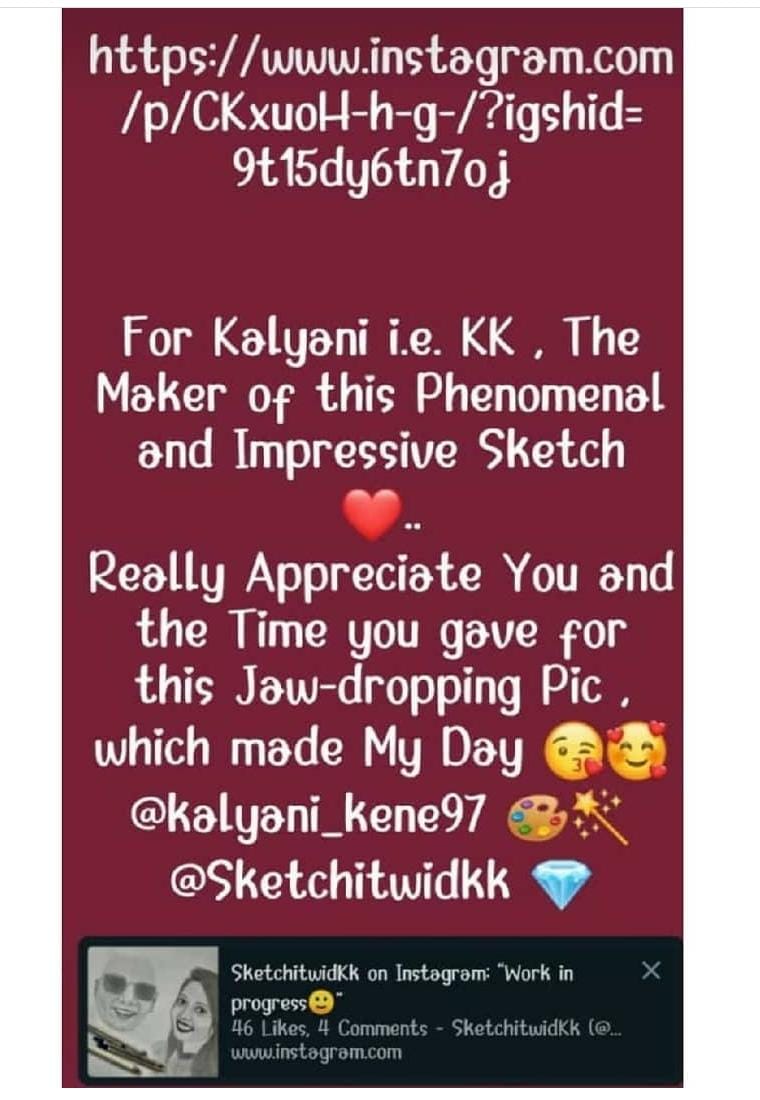 https://www.instagram.com
/p/CKxuoH-h-g-/?igshid=
9t15dy6tn7oj
For Kalyani i.e. KK , The
Maker of this Phenomenal
and Impressive Sketch
❤️..
Really Appreciate You and
the Time you gave for
this Jaw-dropping Pic ,
which made My Day 😘🥰
@kalyani_kene97 🎨🪄
@Sketchitwidkk 💎
SketchitwidKk on Instagram: "Work in
progress🙂"
46 Likes, 4 Comments - SketchitwidKk (@...
www.instagram.com